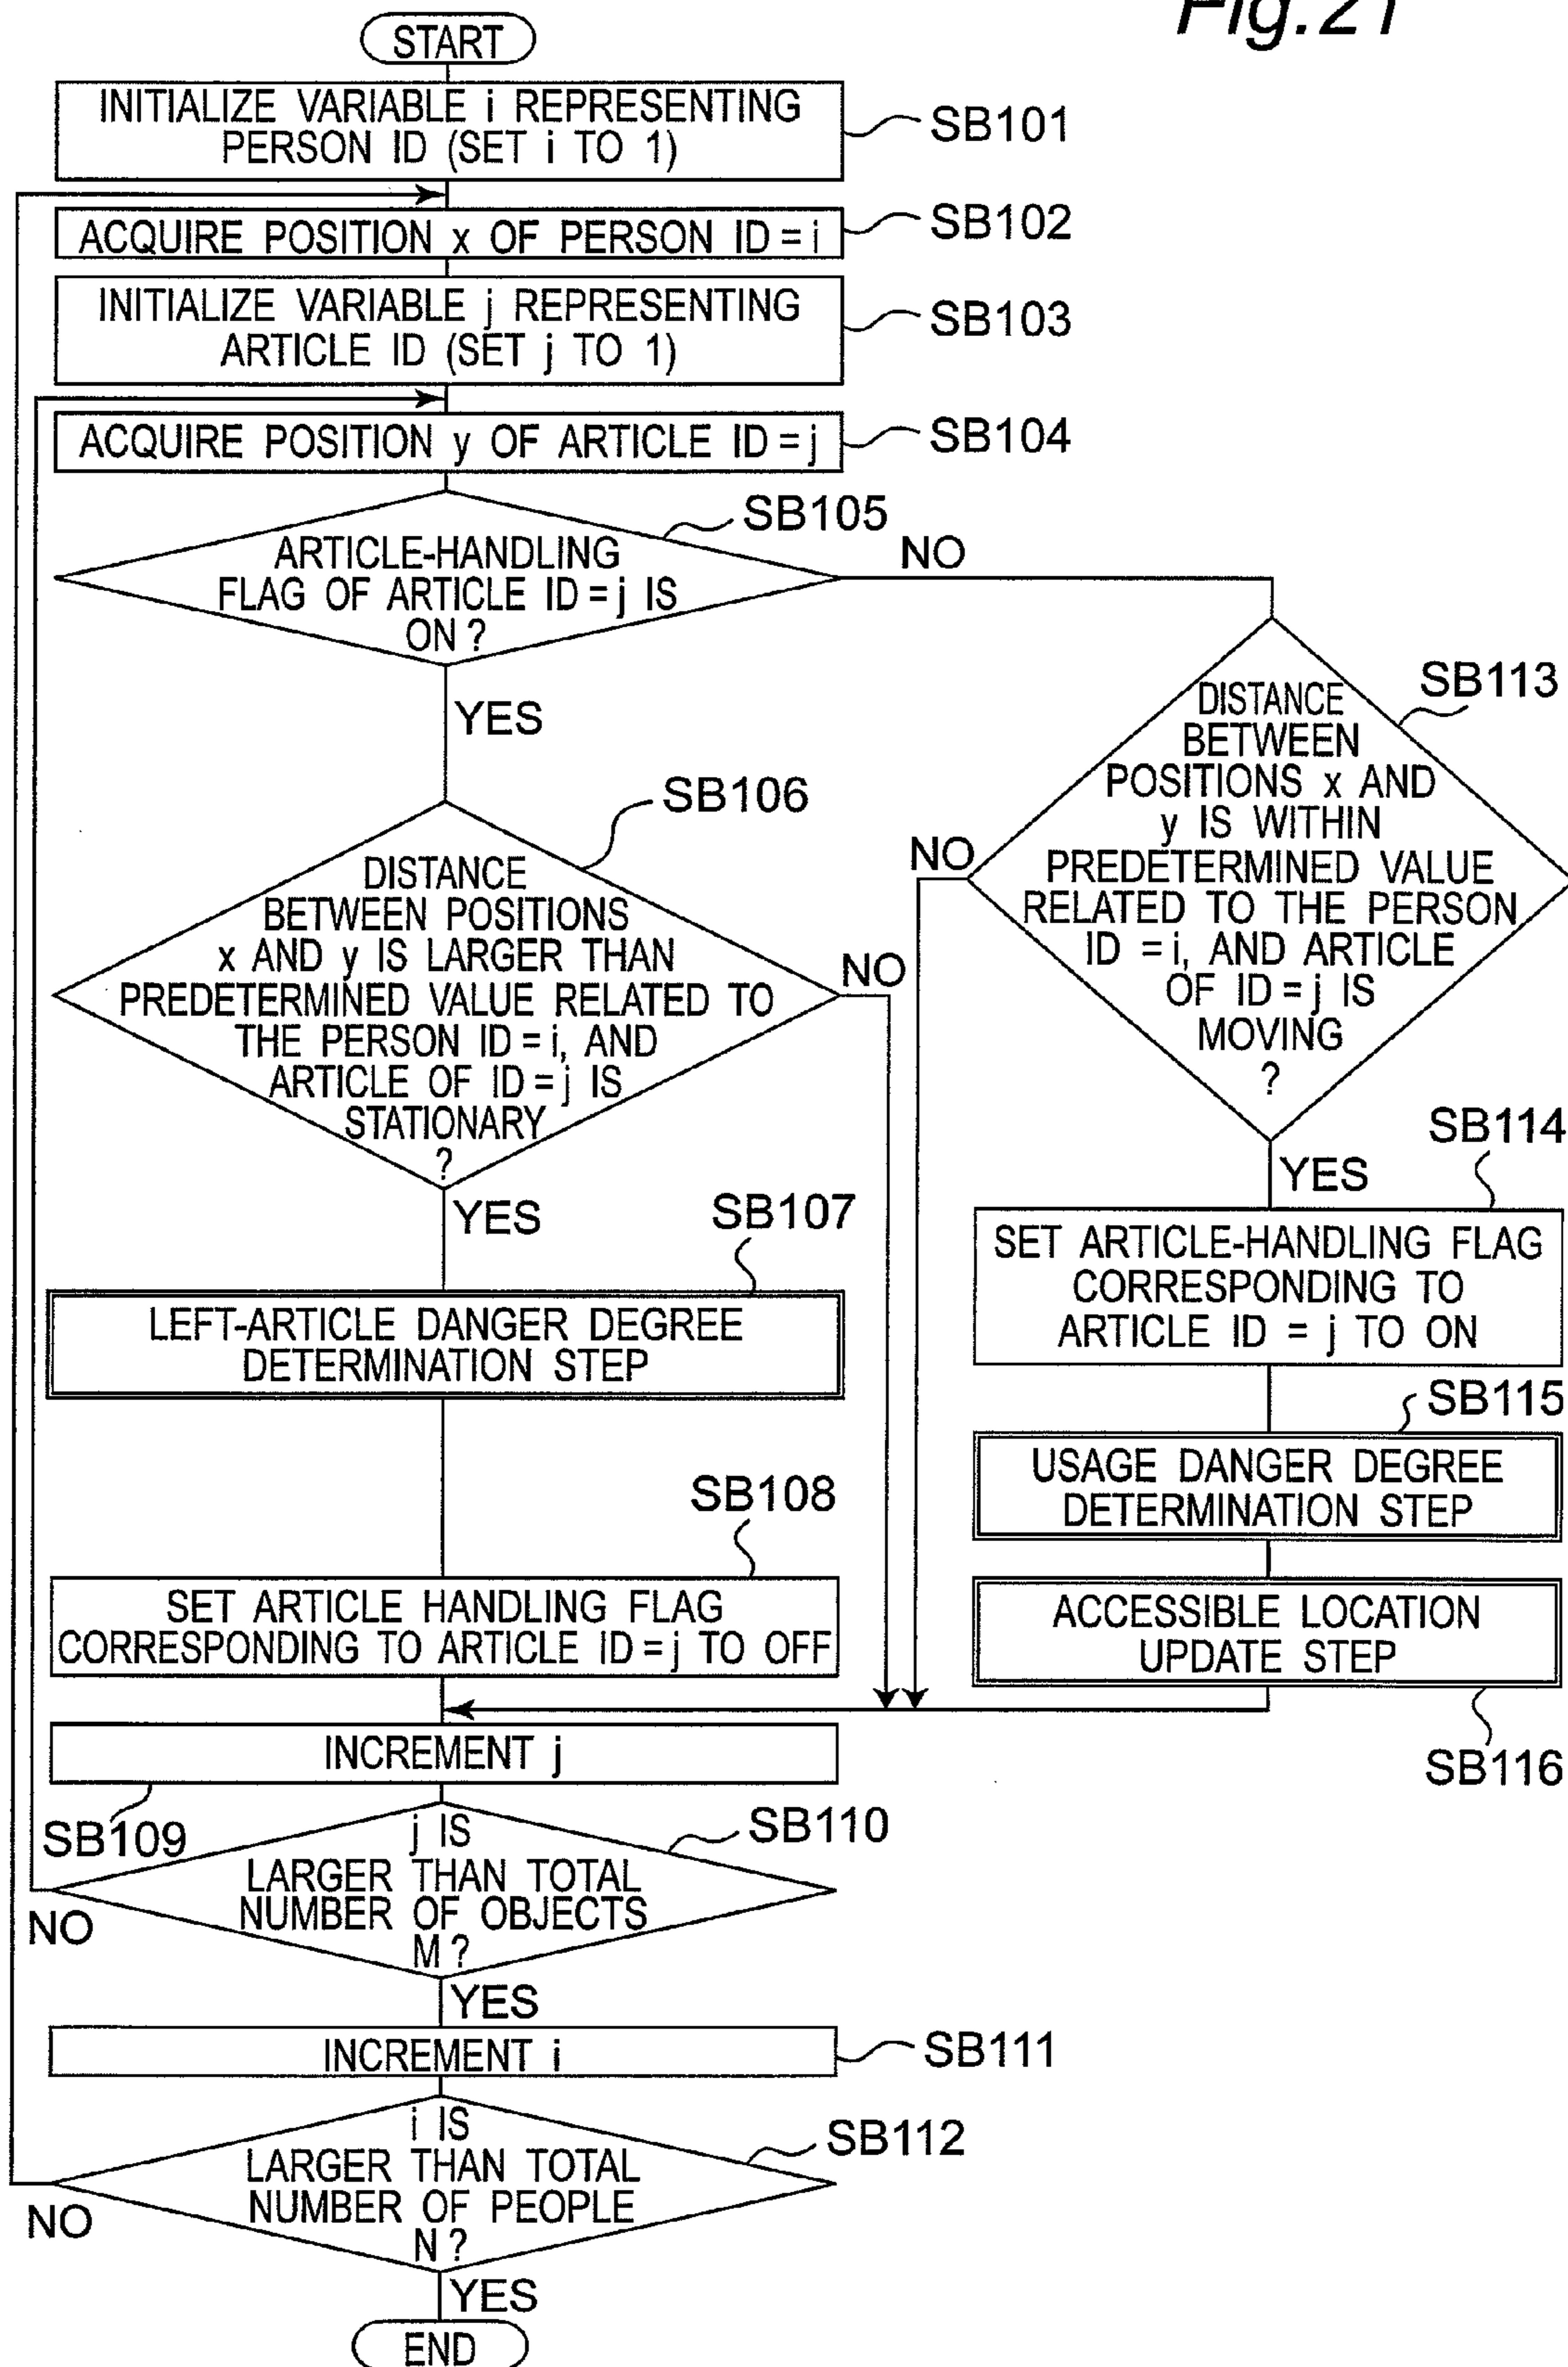 Fig.21
START
INITIALIZE VARIABLE i REPRESENTING
PERSON ID (SET i TO 1)
SB101
ACQUIRE POSITION x OF PERSON ID = i
SB102
INITIALIZE VARIABLE j REPRESENTING
ARTICLE ID (SET j TO 1)
SB103
ACQUIRE POSITION y OF ARTICLE ID = j
SB104
SB105
ARTICLE-HANDLING
FLAG OF ARTICLE ID = j IS
ON ?
NO
YES
SB113
DISTANCE
BETWEEN
POSITIONS x AND
y IS WITHIN
PREDETERMINED VALUE
RELATED TO THE PERSON
ID = i, AND ARTICLE
OF ID = j IS
MOVING
?
NO
YES
SB106
DISTANCE
BETWEEN POSITIONS
x AND y IS LARGER THAN
PREDETERMINED VALUE RELATED TO
THE PERSON ID = i, AND
ARTICLE OF ID = j IS
STATIONARY
?
NO
YES
SB114
SET ARTICLE-HANDLING FLAG
CORRESPONDING TO
ARTICLE ID = j TO ON
SB107
LEFT-ARTICLE DANGER DEGREE
DETERMINATION STEP
SB115
USAGE DANGER DEGREE
DETERMINATION STEP
SB108
SET ARTICLE HANDLING FLAG
CORRESPONDING TO ARTICLE ID = j TO OFF
ACCESSIBLE LOCATION
UPDATE STEP
SB116
INCREMENT j
SB109
SB110
j IS
LARGER THAN TOTAL
NUMBER OF OBJECTS
M ?
NO
YES
INCREMENT i
SB111
SB112
i IS
LARGER THAN TOTAL
NUMBER OF PEOPLE
N ?
NO
YES
END